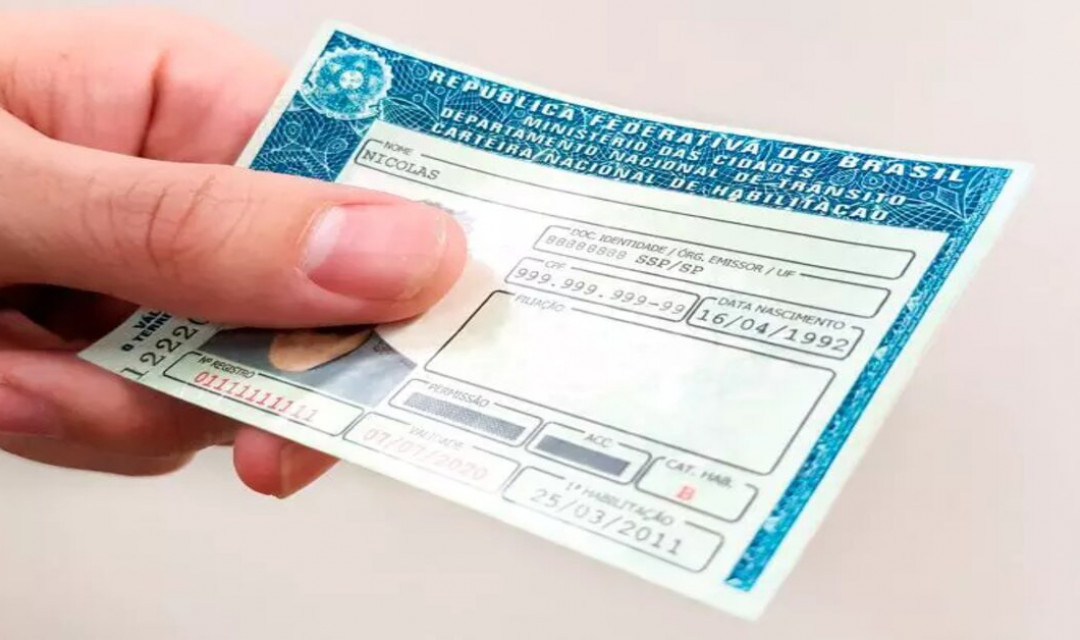 REPÚBLICA FEDERATIVA DO BRASIL
MINISTÉRIO DAS CIDADES
DEPARTAMENTO NACIONAL DE TRÂNSITO
CARTEIRA NACIONAL DE HABILITAÇÃO
NOME
NICOLAS
DOC. IDENTIDADE / ÓRG. EMISSOR / UF
88888888 SSP/SP
CPF
999.999.999-99
DATA NASCIMENTO
16/04/1992
FILIAÇÃO
PERMISSÃO
ACC
CAT. HAB.
B
Nº REGISTRO
01111111111
VALIDADE
07/07/2020
1ª HABILITAÇÃO
25/03/2011